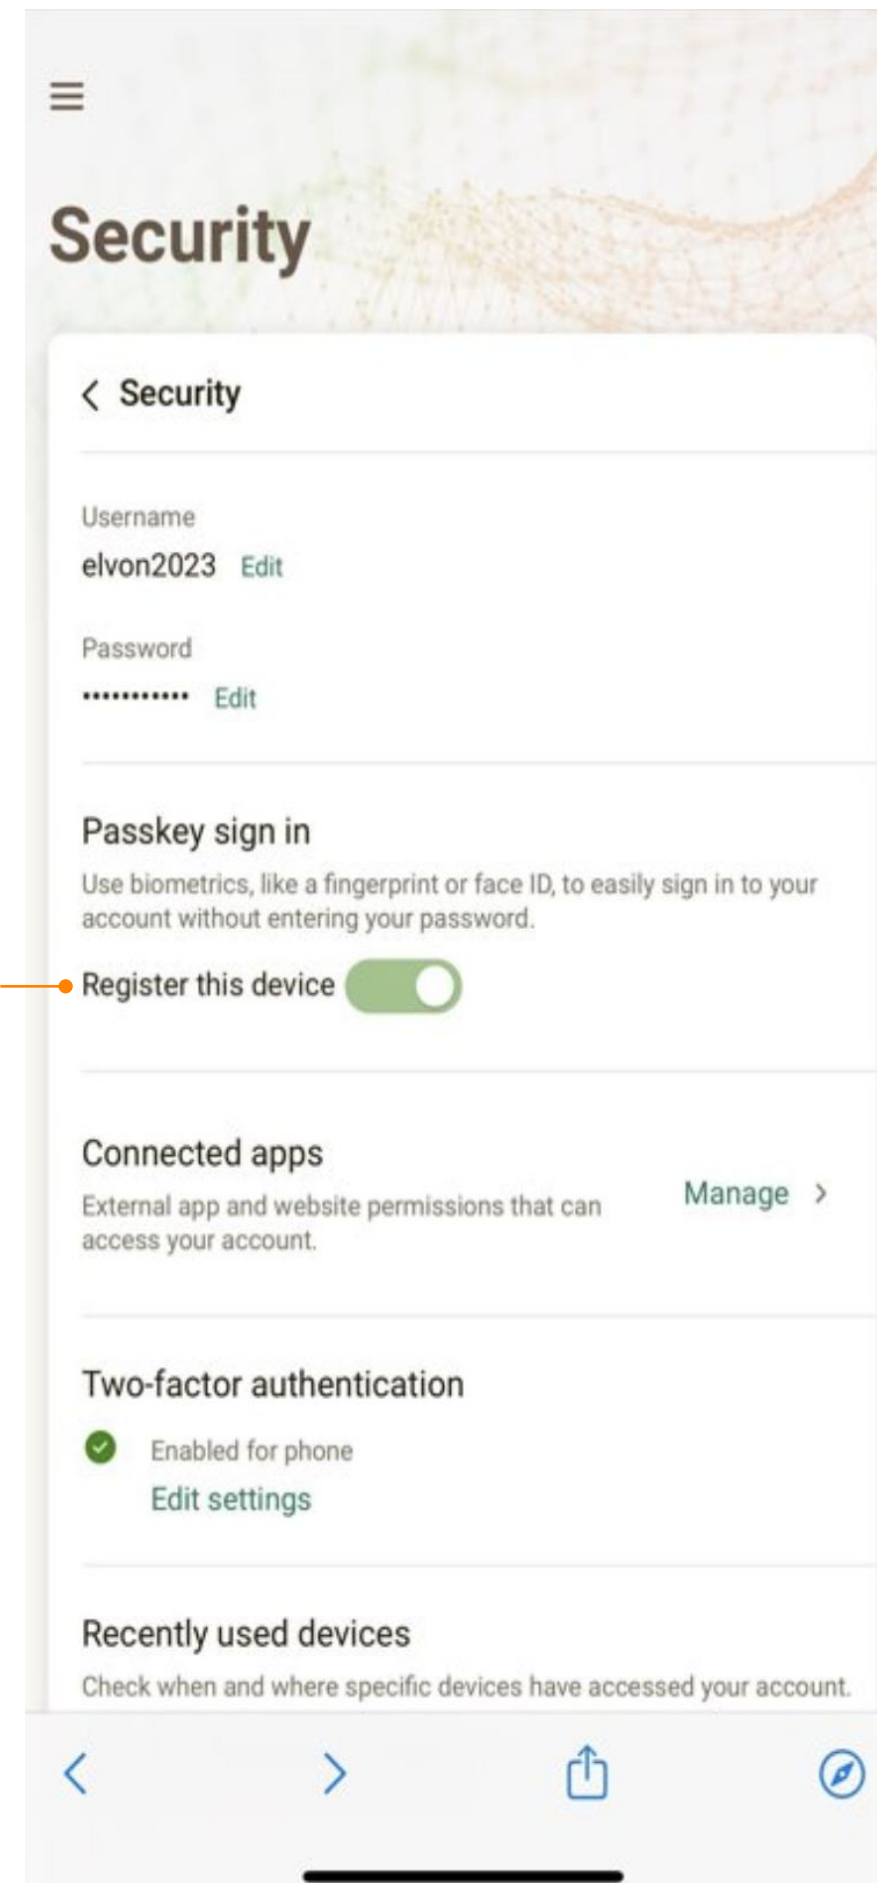 Security
Security
Username
elvon2023 Edit
Password
••••••••••• Edit
Passkey sign in
Use biometrics, like a fingerprint or face ID, to easily sign in to your
account without entering your password.
Register this device
Connected apps
External app and website permissions that can
access your account.
Manage
Two-factor authentication
Enabled for phone
Edit settings
Recently used devices
Check when and where specific devices have accessed your account.